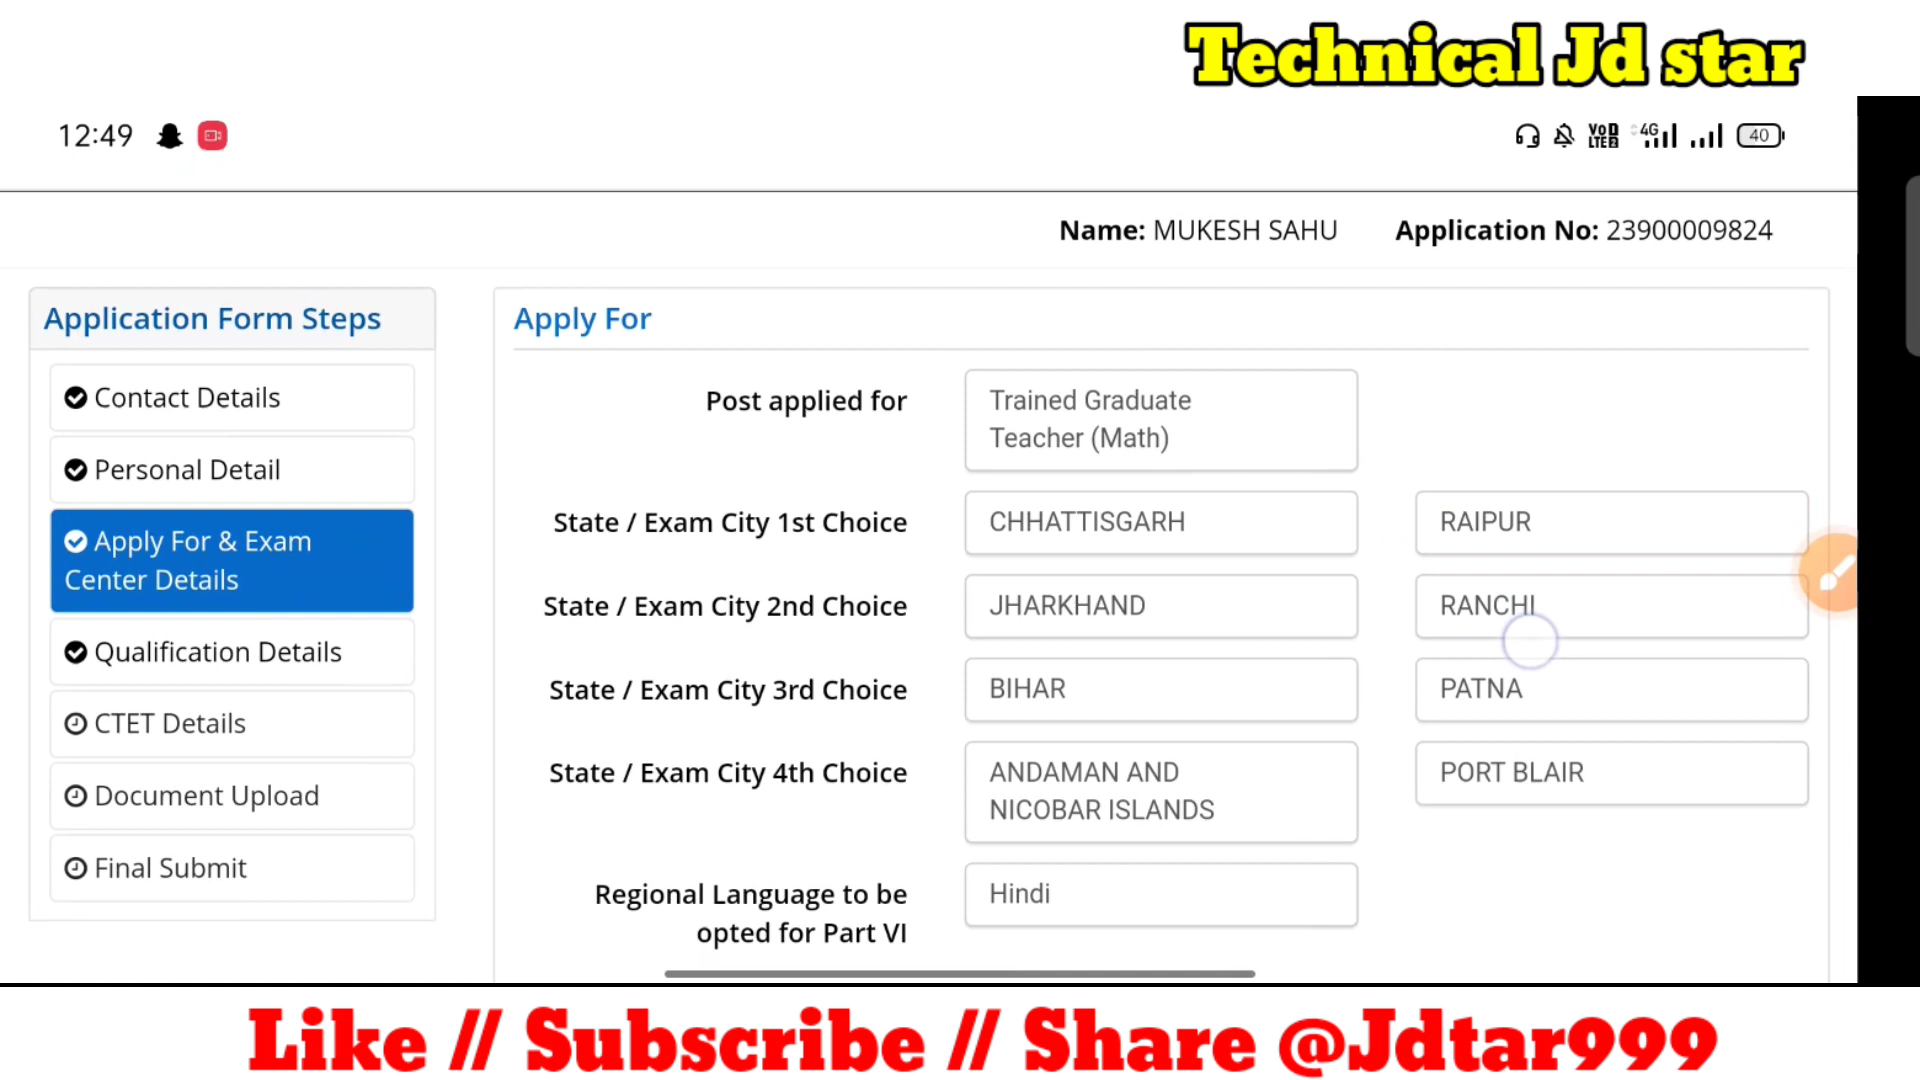 Technical Jd star
12:49
VoD
LTE2
4G
40
Name: MUKESH SAHU
Application No: 23900009824
Application Form Steps
Contact Details
Personal Detail
Apply For & Exam
Center Details
Qualification Details
CTET Details
Document Upload
Final Submit
Apply For
Post applied for
Trained Graduate
Teacher (Math)
State / Exam City 1st Choice
CHHATTISGARH
RAIPUR
State / Exam City 2nd Choice
JHARKHAND
RANCHI
State / Exam City 3rd Choice
BIHAR
PATNA
State / Exam City 4th Choice
ANDAMAN AND
NICOBAR ISLANDS
PORT BLAIR
Regional Language to be
opted for Part VI
Hindi
Like // Subscribe // Share @Jdtar999